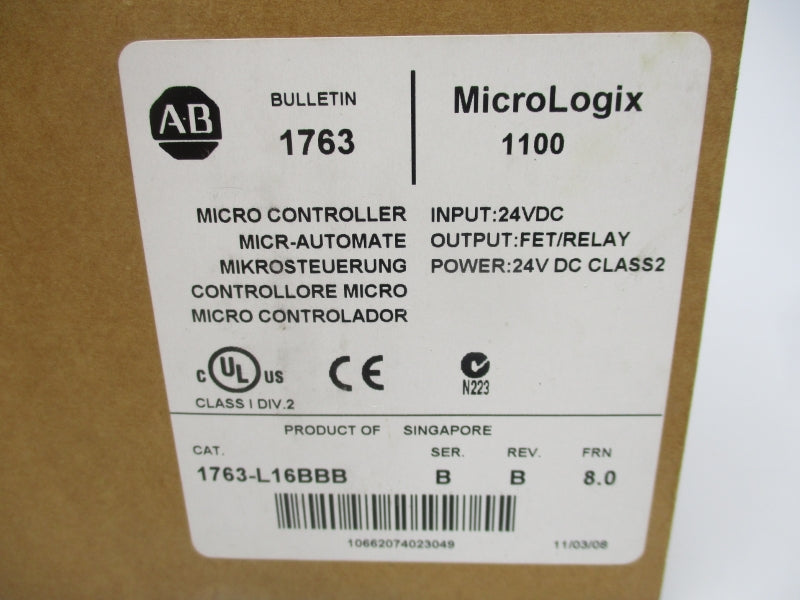 A·B
BULLETIN
1763
MicroLogix
1100
MICRO CONTROLLER
MICR-AUTOMATE
MIKROSTEUERUNG
CONTROLLORE MICRO
MICRO CONTROLADOR
INPUT:24VDC
OUTPUT:FET/RELAY
POWER:24V DC CLASS2
C UL US
CLASS I DIV.2
CE
N223
PRODUCT OF SINGAPORE
CAT. SER. REV. FRN
1763-L16BBB B B 8.0
10662074023049 11/03/08